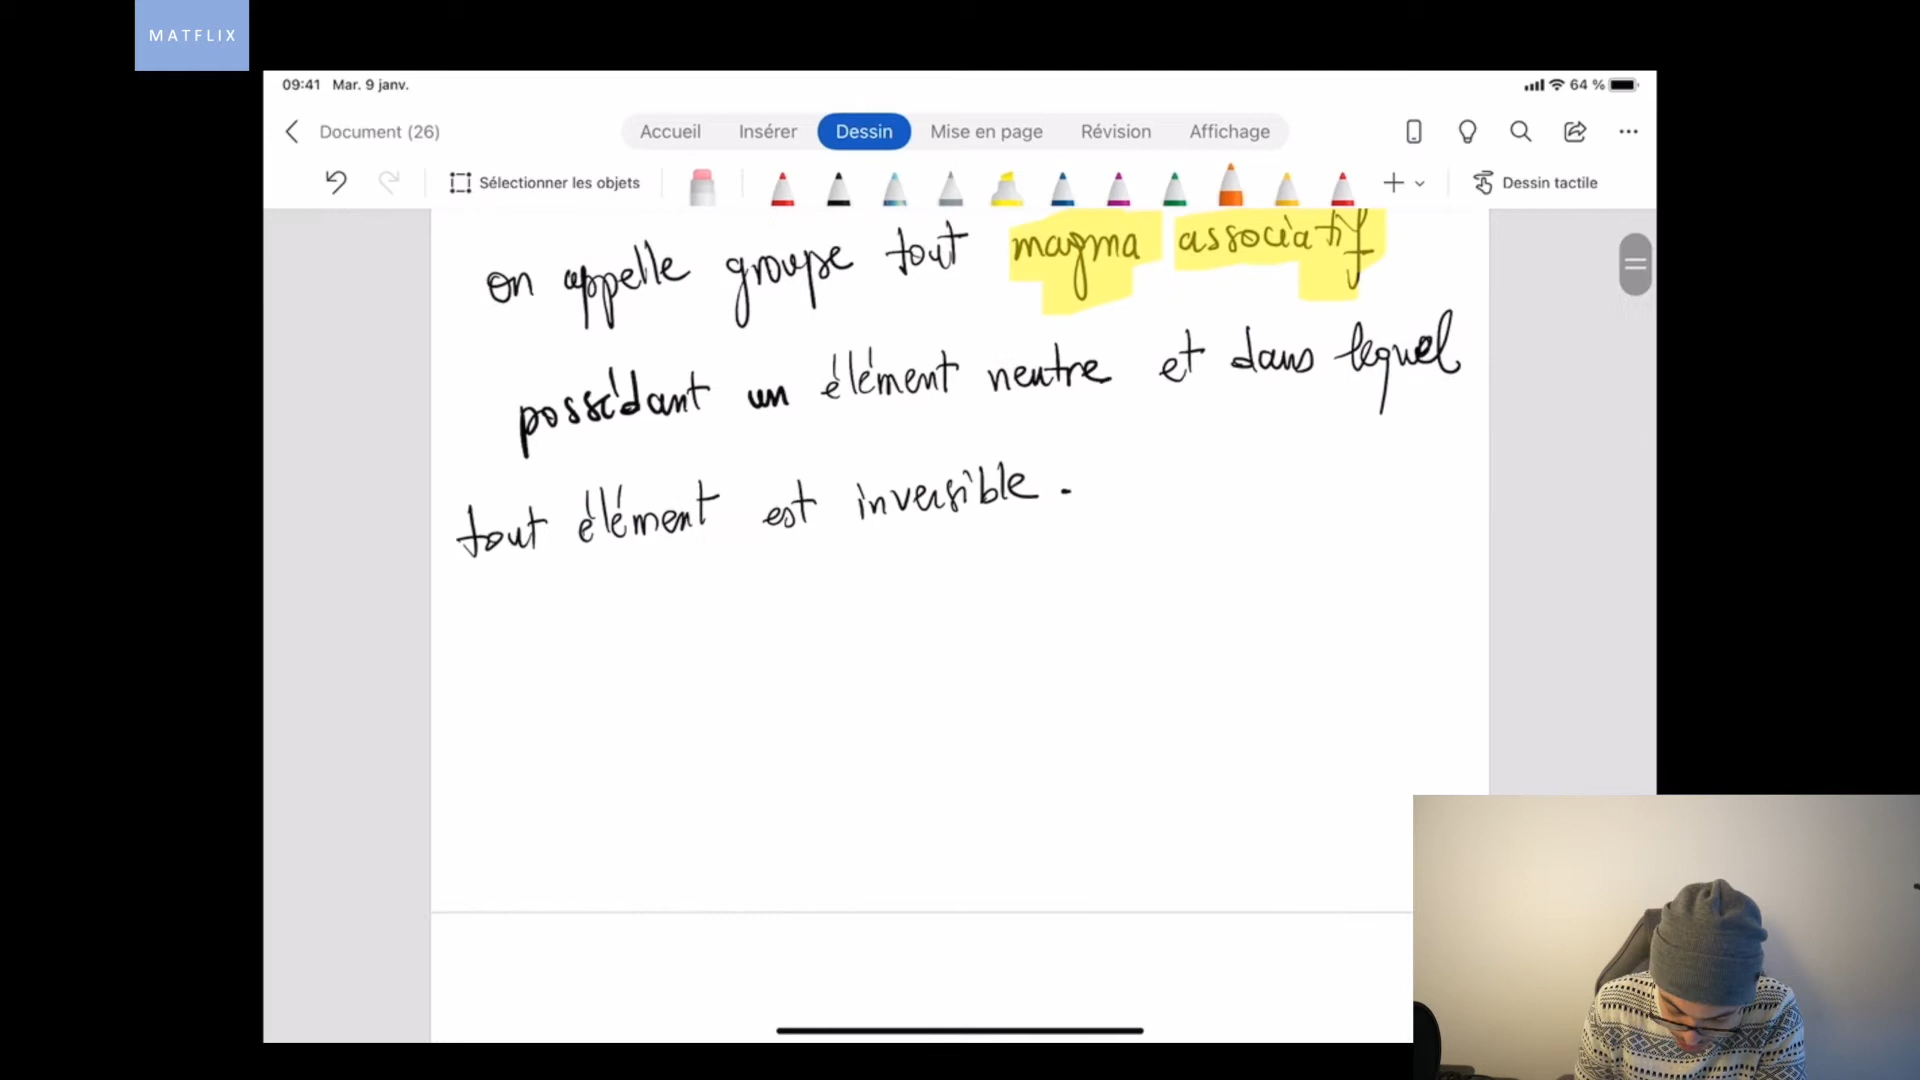 MATFLIX
09:41 Mar. 9 janv.
64 %
Document (26)
Accueil Insérer Dessin Mise en page Révision Affichage
Sélectionner les objets
Dessin tactile
on appelle groupe tout magma associatif
possédant un élément neutre et dans lequel
tout élément est inversible.